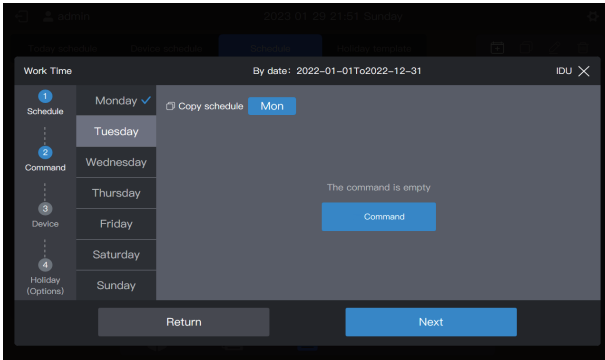 admin
2023 01 29 21:51 Sunday
Today schedule
Device schedule
Schedule
Holiday template
Work Time
By date: 2022-01-01To2022-12-31
IDU
1
Schedule
2
Command
3
Device
4
Holiday
(Options)
Monday
Tuesday
Wednesday
Thursday
Friday
Saturday
Sunday
Copy schedule
Mon
The command is empty
Command
Return
Next